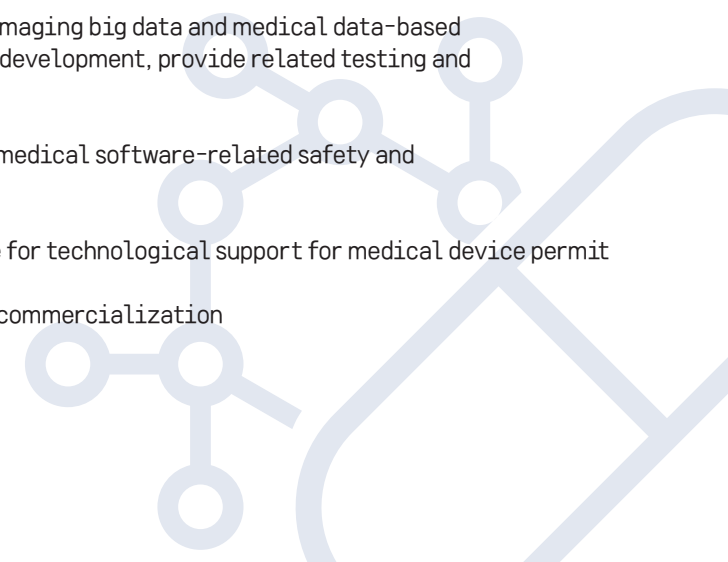 maging big data and medical data-based
development, provide related testing and
medical software-related safety and
for technological support for medical device permit
commercialization